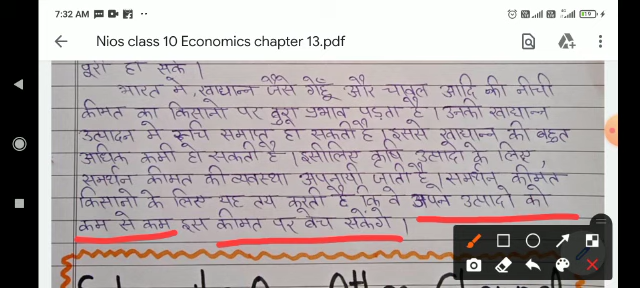 7:32 AM
Nios class 10 Economics chapter 13.pdf
पूरा हो सके ।
भारत में, खाद्यान्न जैसे गेहूँ और चावल आदि की नीची
कीमत का किसानों पर बुरा प्रभाव पड़ता है । उनकी खाद्यान्न
उत्पादन में रूचि समाप्त हो सकती है । इससे खाद्यान्न की बहुत
अधिक कमी हो सकती है । इसीलिए कृषि उत्पादों के लिए,
समर्थन कीमत की व्यवस्था अपनायी जाती है । समर्थन कीमत
किसानों के लिए यह तय करती है कि वे अपने उत्पादों को
कम से कम इस कीमत पर बेच सकेंगे ।